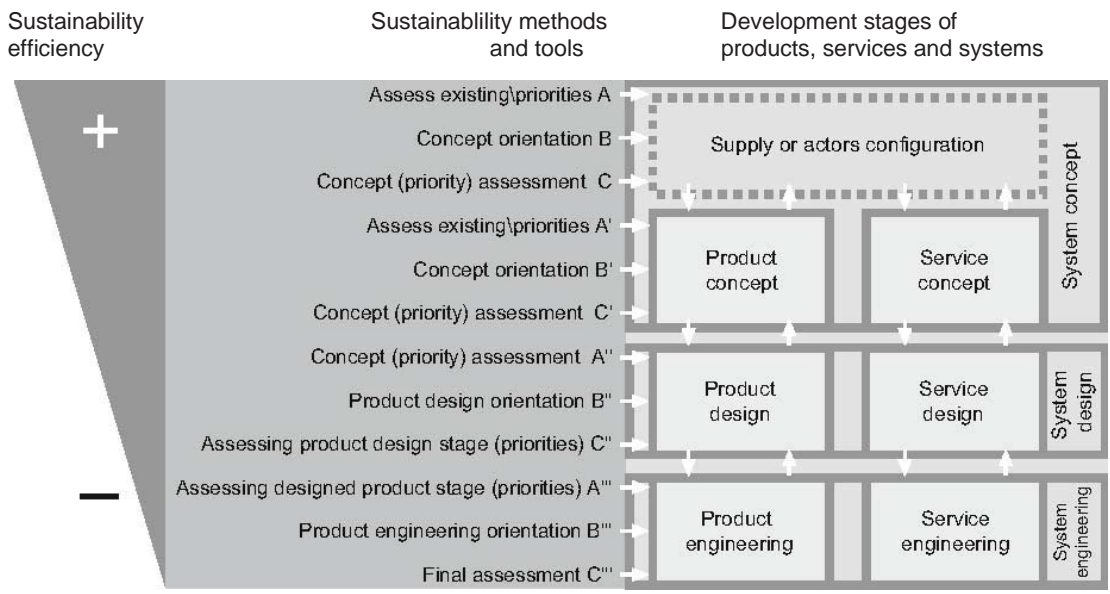 Sustainability
efficiency
Sustainablility methods
and tools
Development stages of
products, services and systems
+
–
Assess existing\priorities A
Concept orientation B
Concept (priority) assessment C
Assess existing\priorities A'
Concept orientation B'
Concept (priority) assessment C'
Concept (priority) assessment A''
Product design orientation B''
Assessing product design stage (priorities) C''
Assessing designed product stage (priorities) A'''
Product engineering orientation B'''
Final assessment C'''
Supply or actors configuration
Product
concept
Service
concept
System concept
Product
design
Service
design
System
design
Product
engineering
Service
engineering
System
engineering